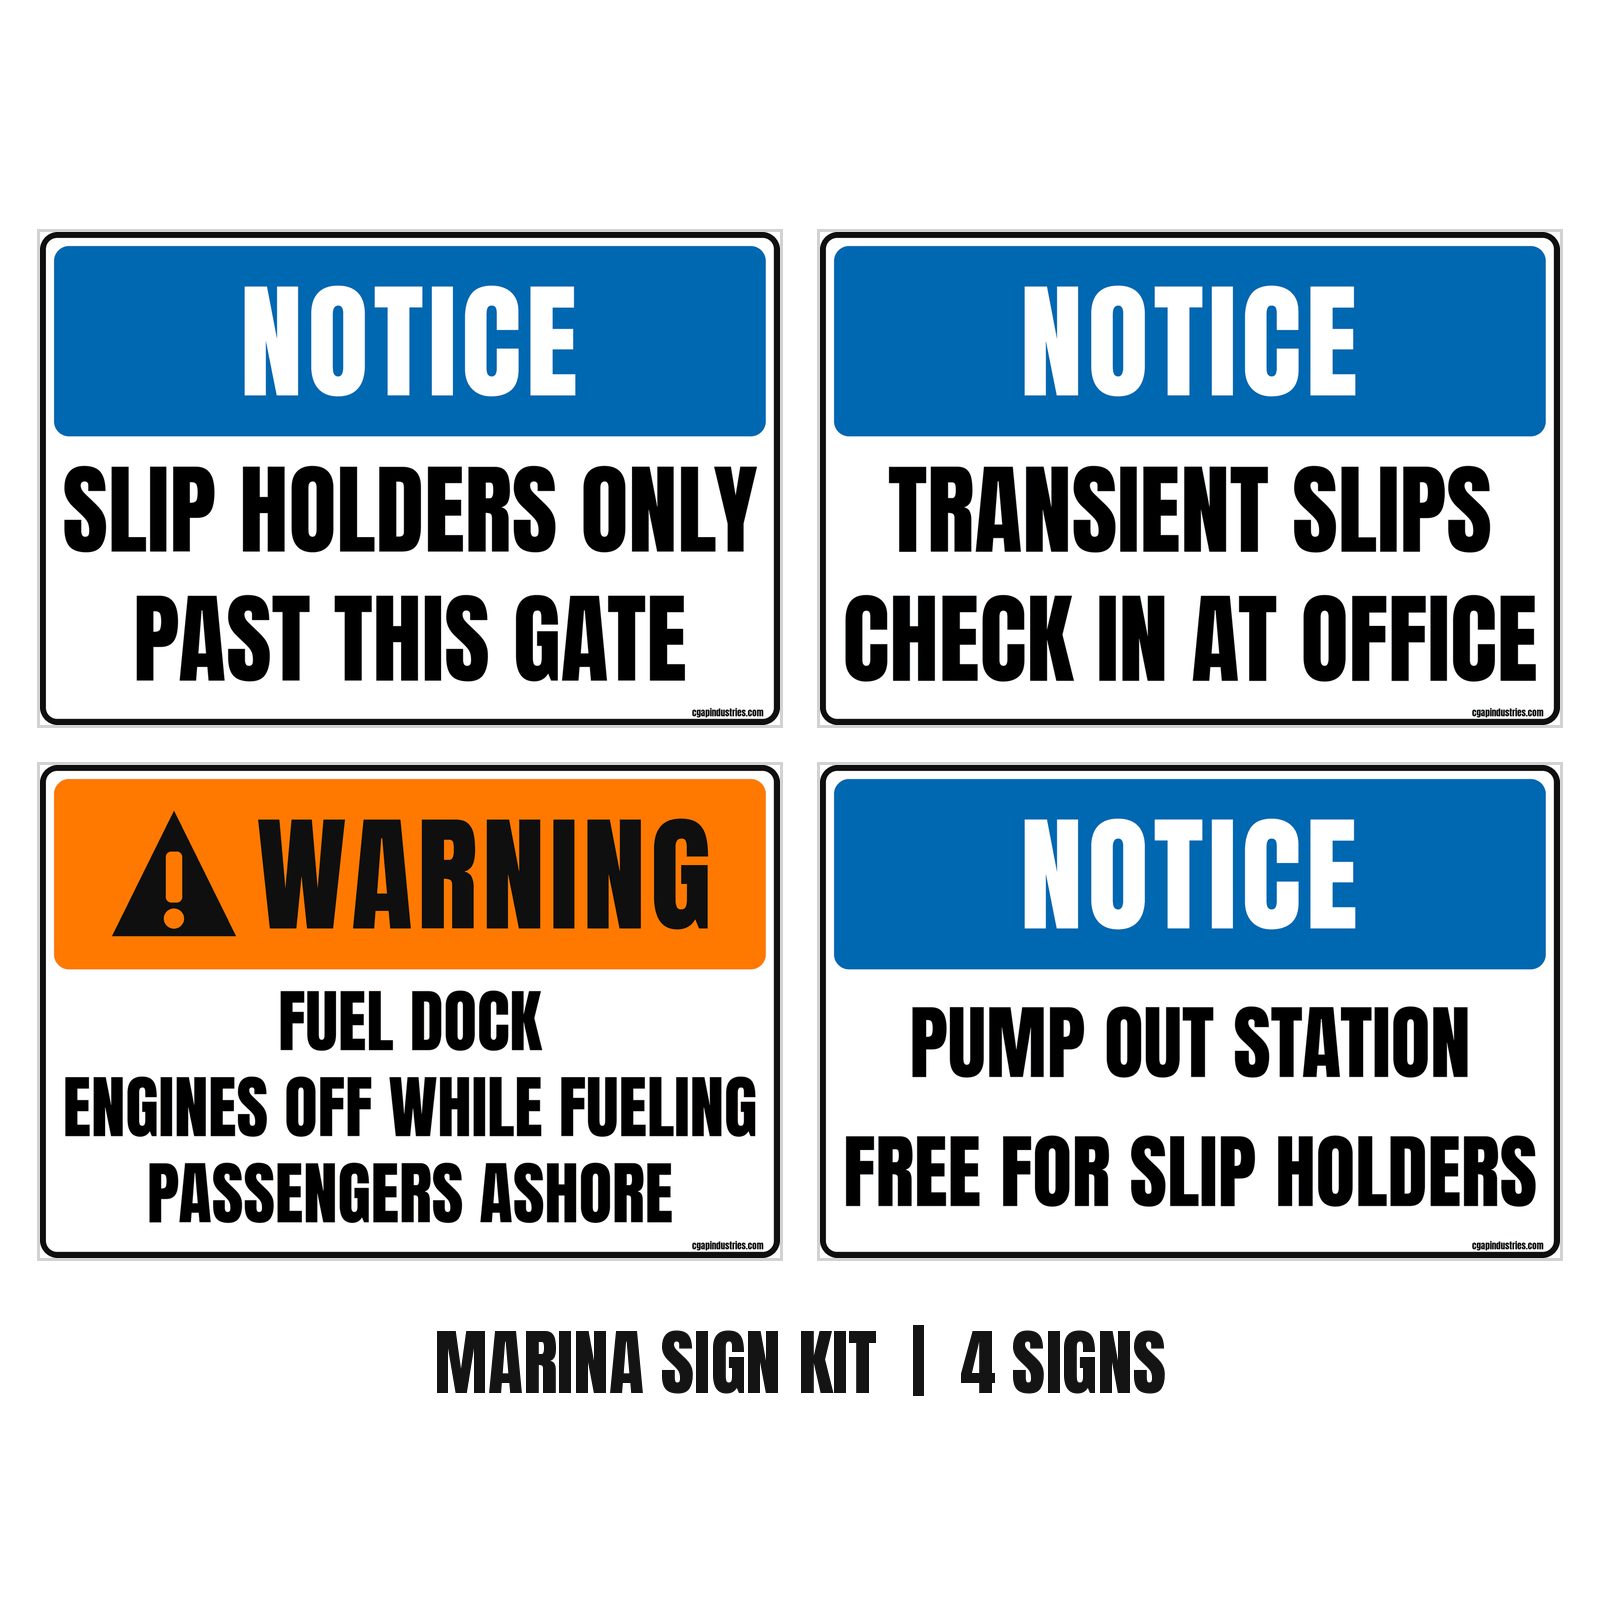 NOTICE
SLIP HOLDERS ONLY
PAST THIS GATE
cgapindustries.com
NOTICE
TRANSIENT SLIPS
CHECK IN AT OFFICE
cgapindustries.com
WARNING
FUEL DOCK
ENGINES OFF WHILE FUELING
PASSENGERS ASHORE
cgapindustries.com
NOTICE
PUMP OUT STATION
FREE FOR SLIP HOLDERS
cgapindustries.com
MARINA SIGN KIT | 4 SIGNS